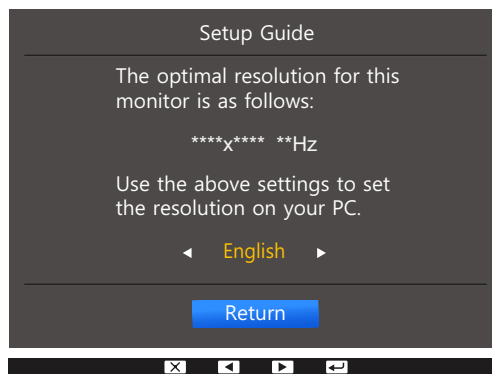 Setup Guide
The optimal resolution for this
monitor is as follows:
****x**** **Hz
Use the above settings to set
the resolution on your PC.
English
Return